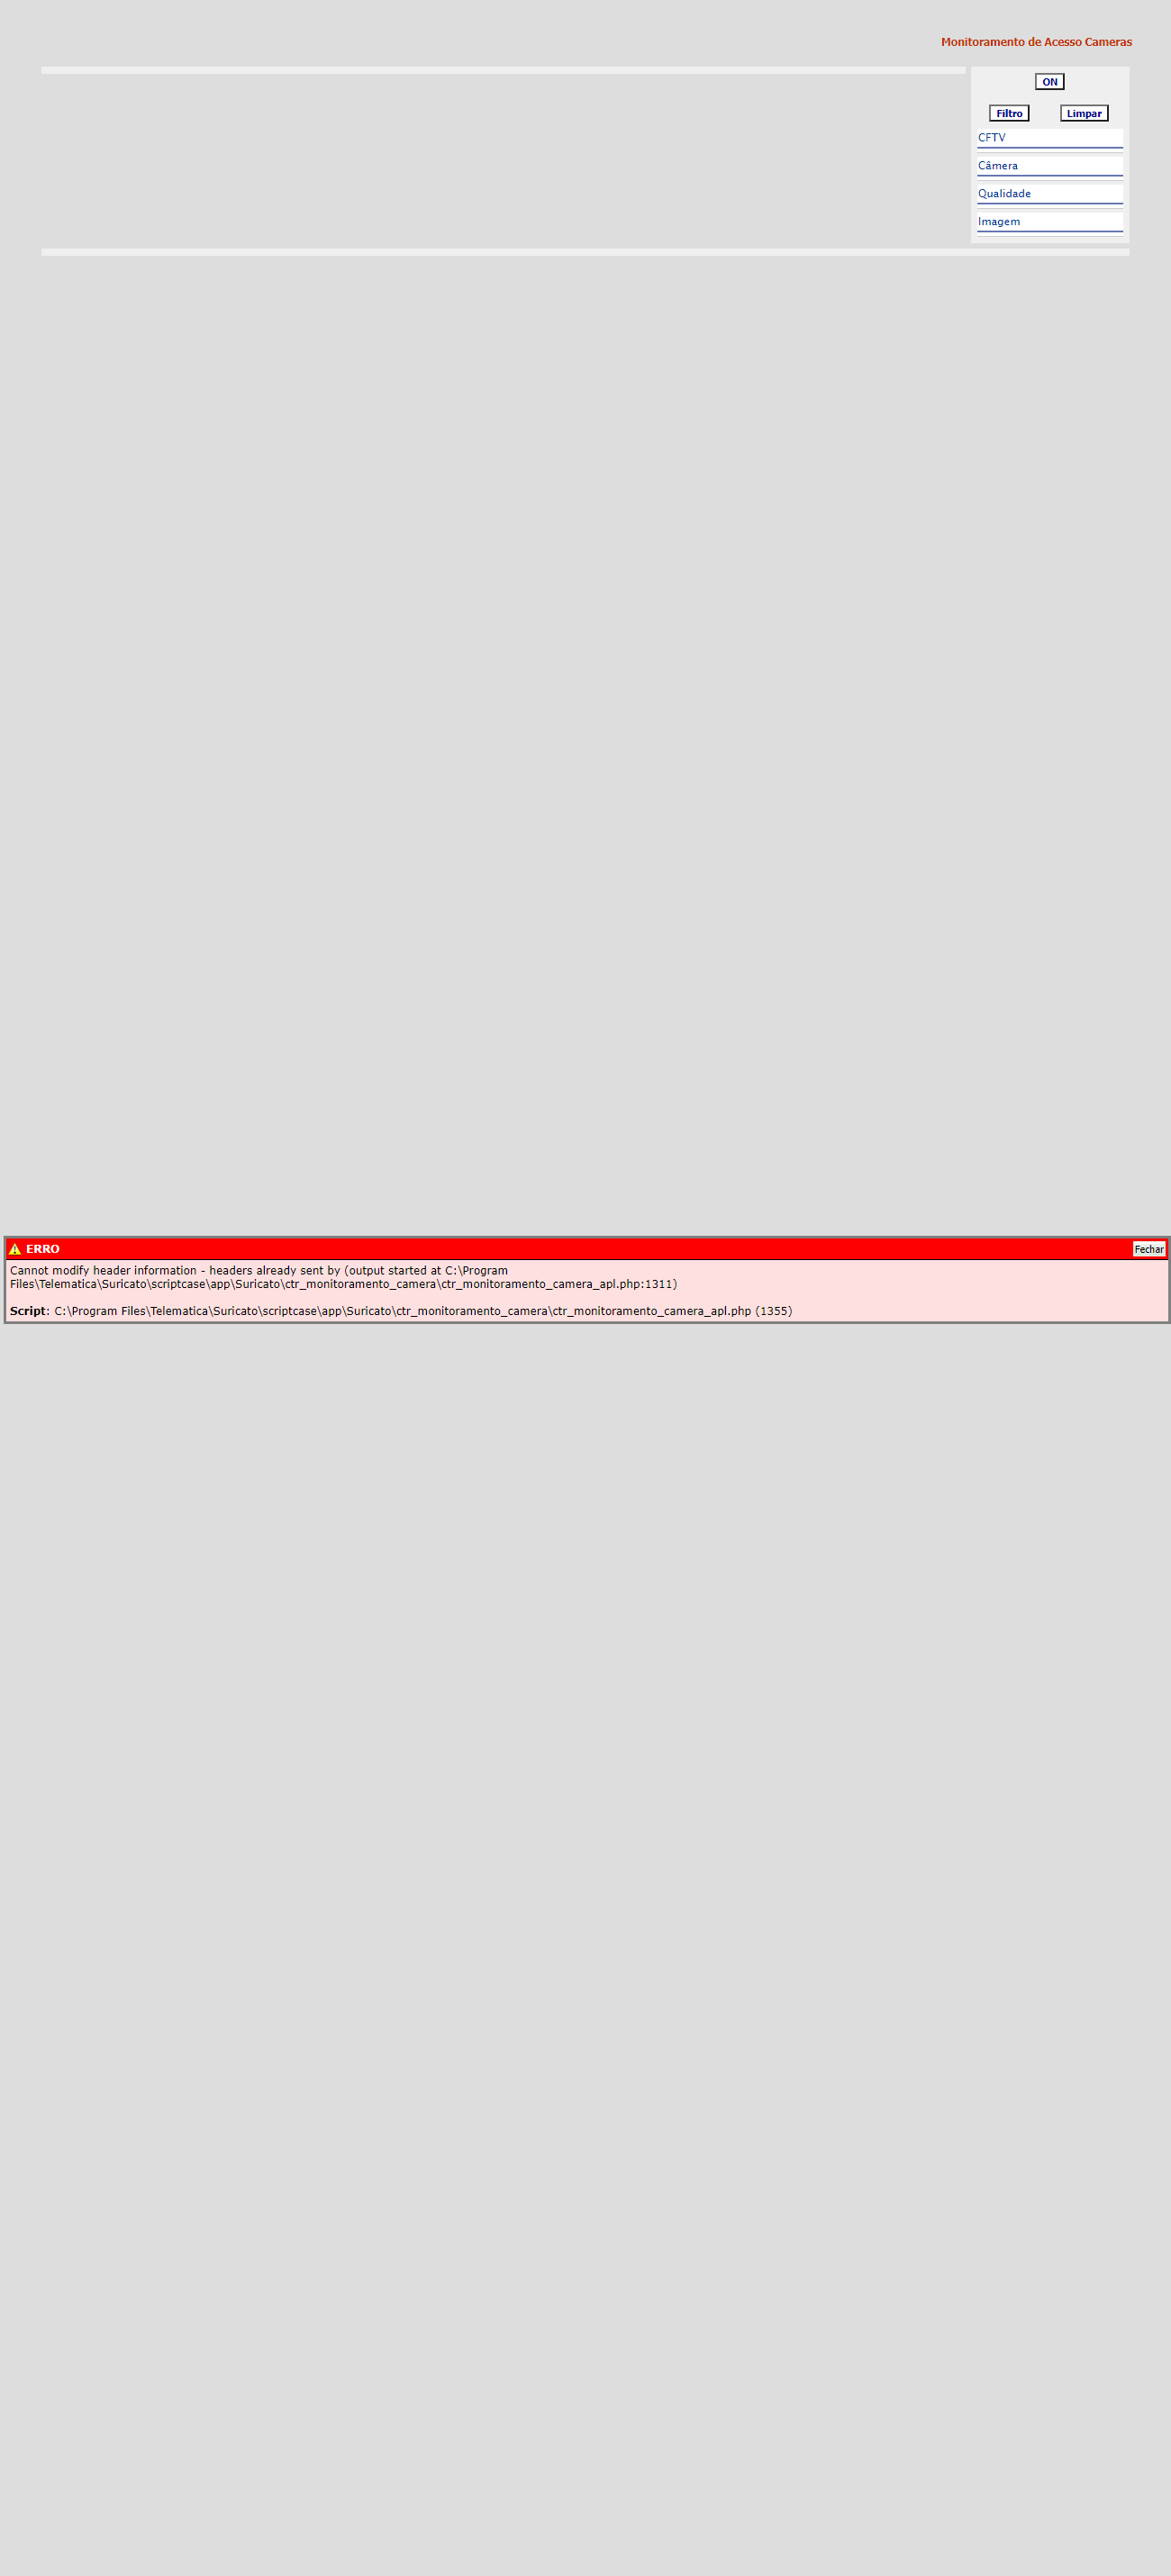 Monitoramento de Acesso Cameras
ON
Filtro Limpar
CFTV
Câmera
Qualidade
Imagem
ERRO Fechar
Cannot modify header information - headers already sent by (output started at C:\Program
Files\Telematica\Suricato\scriptcase\app\Suricato\ctr_monitoramento_camera\ctr_monitoramento_camera_apl.php:1311)
Script: C:\Program Files\Telematica\Suricato\scriptcase\app\Suricato\ctr_monitoramento_camera\ctr_monitoramento_camera_apl.php (1355)